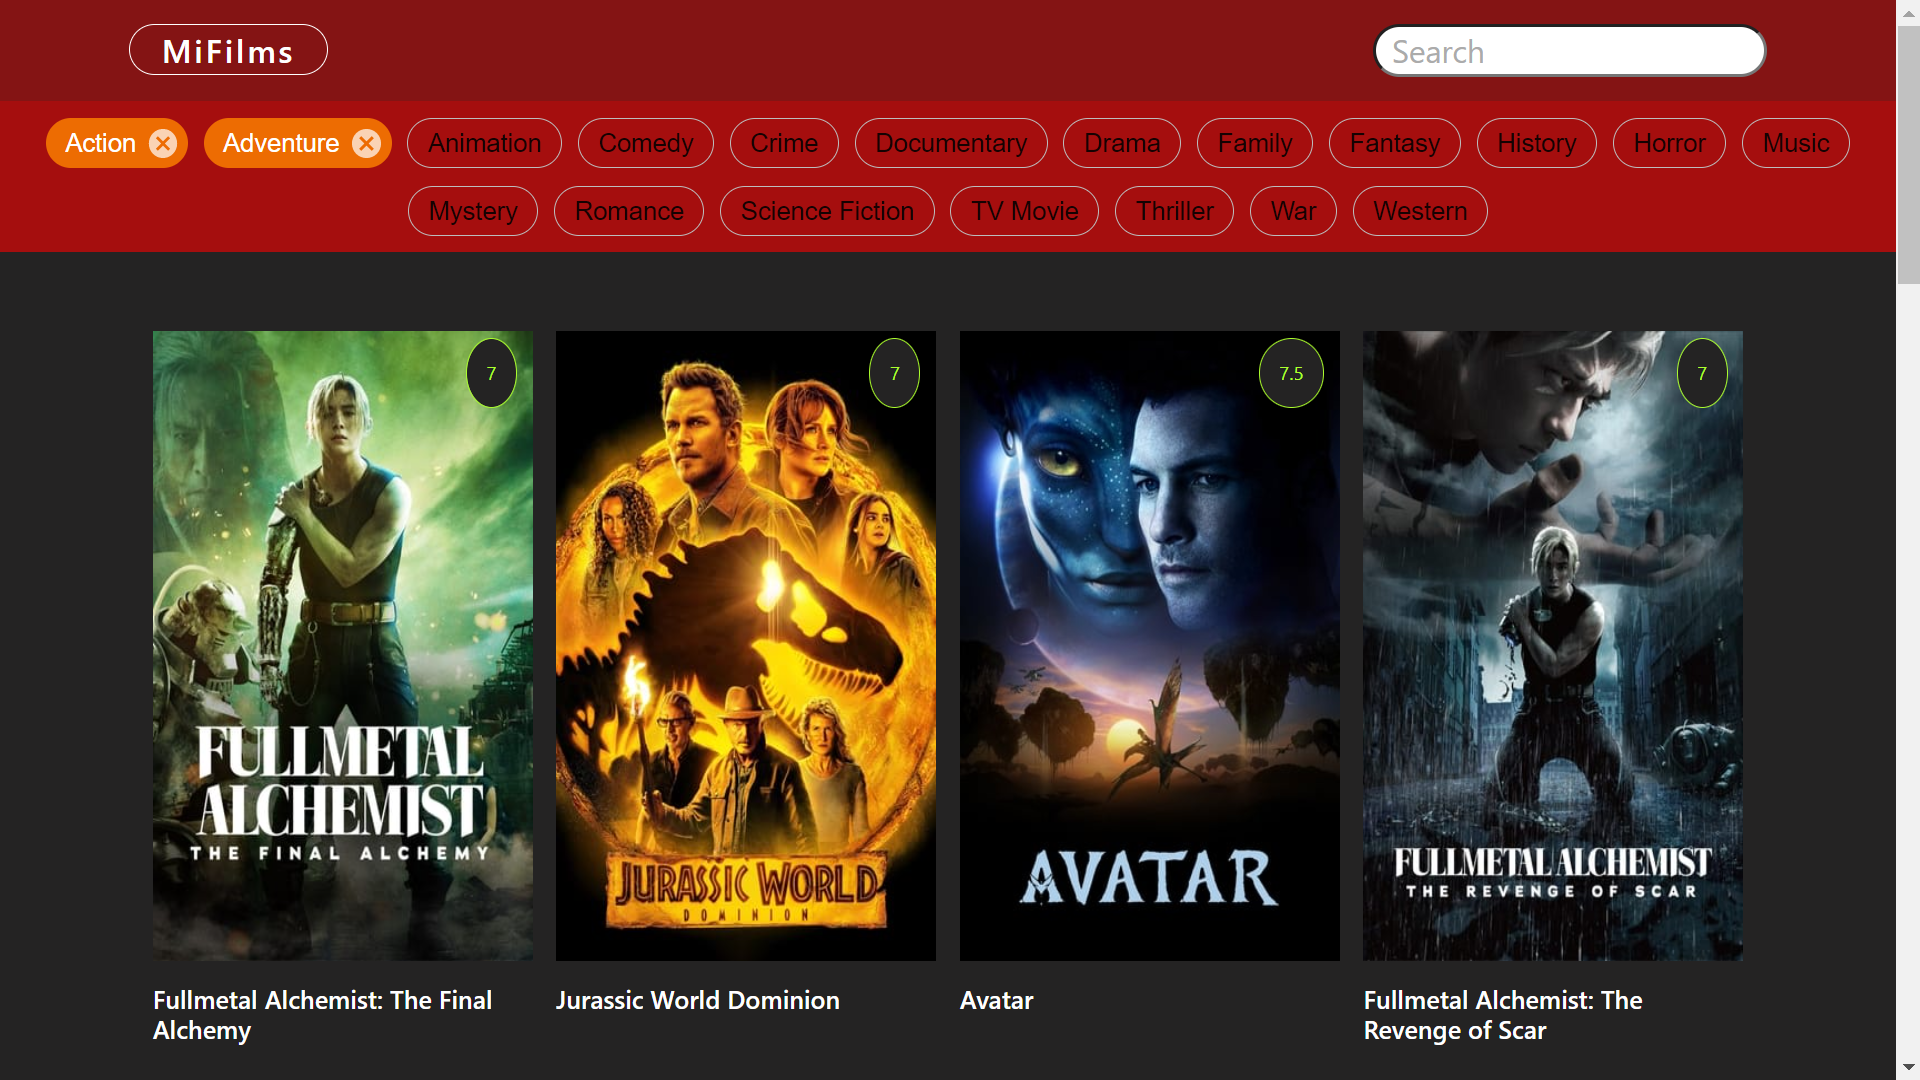 MiFilms
Search
Action Adventure Animation Comedy Crime Documentary Drama Family Fantasy History Horror Music
Mystery Romance Science Fiction TV Movie Thriller War Western
7
7
7.5
7
FULLMETAL
ALCHEMIST
THE FINAL ALCHEMY
JURASSIC WORLD
DOMINION
AVATAR
FULLMETAL ALCHEMIST
THE REVENGE OF SCAR
Fullmetal Alchemist: The Final
Alchemy
Jurassic World Dominion
Avatar
Fullmetal Alchemist: The
Revenge of Scar